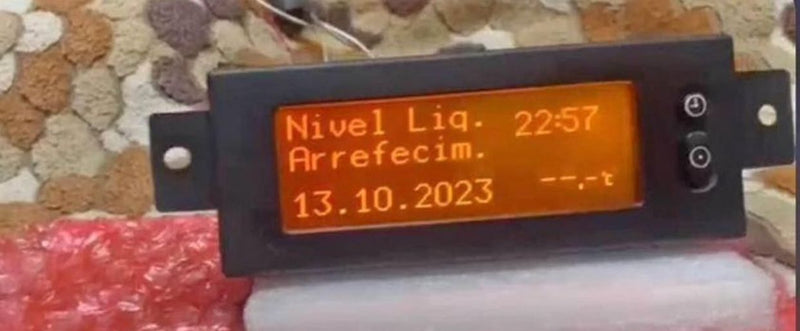 Nivel Liq. 22:57
Arrefecim.
13.10.2023 --.-℃